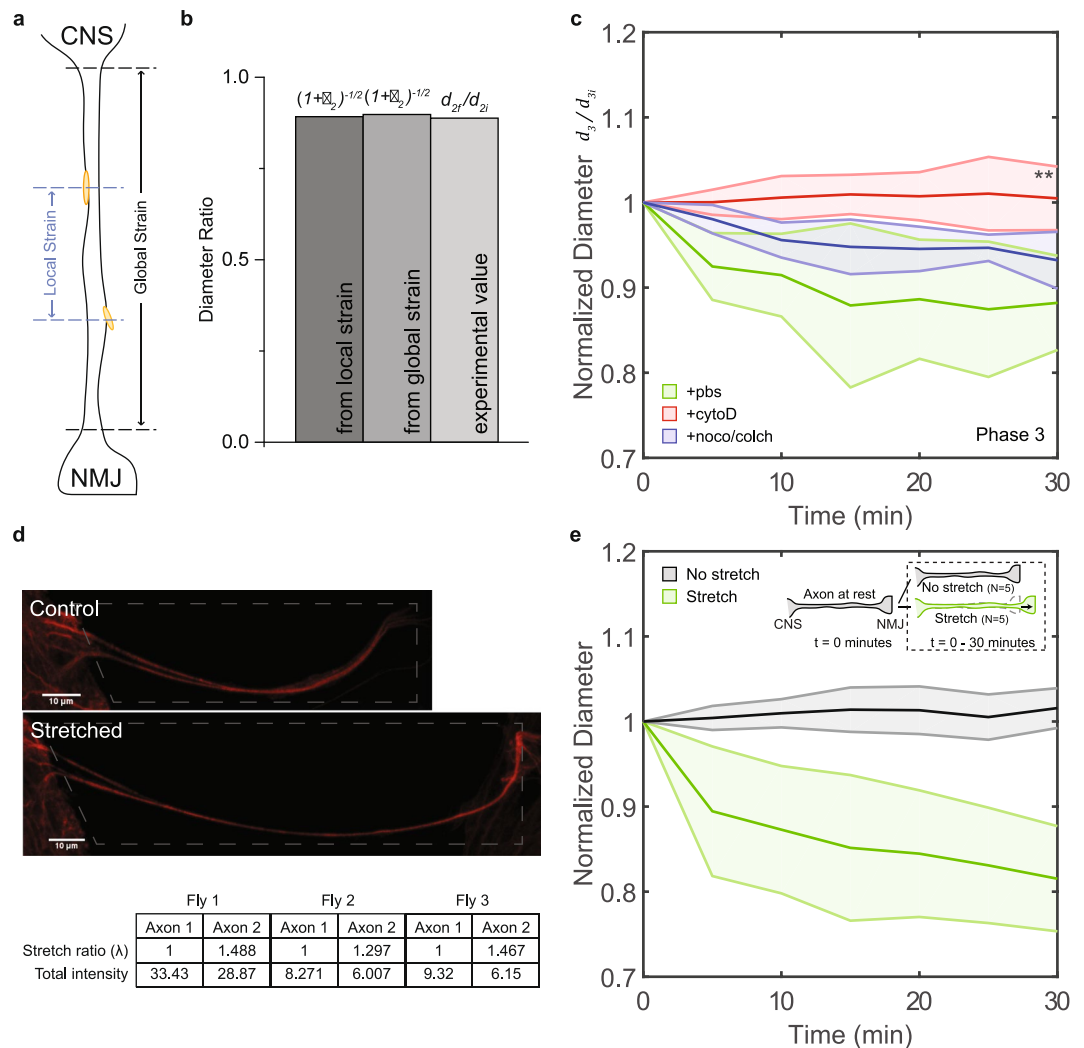 a
CNS
Local Strain
Global Strain
NMJ
b
Diameter Ratio
1.0
0.5
0.0
(1+□₂)⁻¹/² (1+□₂)⁻¹/² d₂f/d₂i
from local strain
from global strain
experimental value
c
Normalized Diameter d₃/d₃ᵢ
1.2
1.1
1
0.9
0.8
0.7
**
+pbs
+cytoD
+noco/colch
Phase 3
0 10 20 30
Time (min)
d
Control
10 µm
Stretched
10 µm
Fly 1 Fly 2 Fly 3
Axon 1 Axon 2 Axon 1 Axon 2 Axon 1 Axon 2
Stretch ratio (λ) 1 1.488 1 1.297 1 1.467
Total intensity 33.43 28.87 8.271 6.007 9.32 6.15
e
Normalized Diameter
1.2
1.1
1
0.9
0.8
0.7
No stretch
Stretch
Axon at rest
CNS NMJ
t = 0 minutes
No stretch (N=5)
Stretch (N=5)
t = 0 - 30 minutes
0 10 20 30
Time (min)